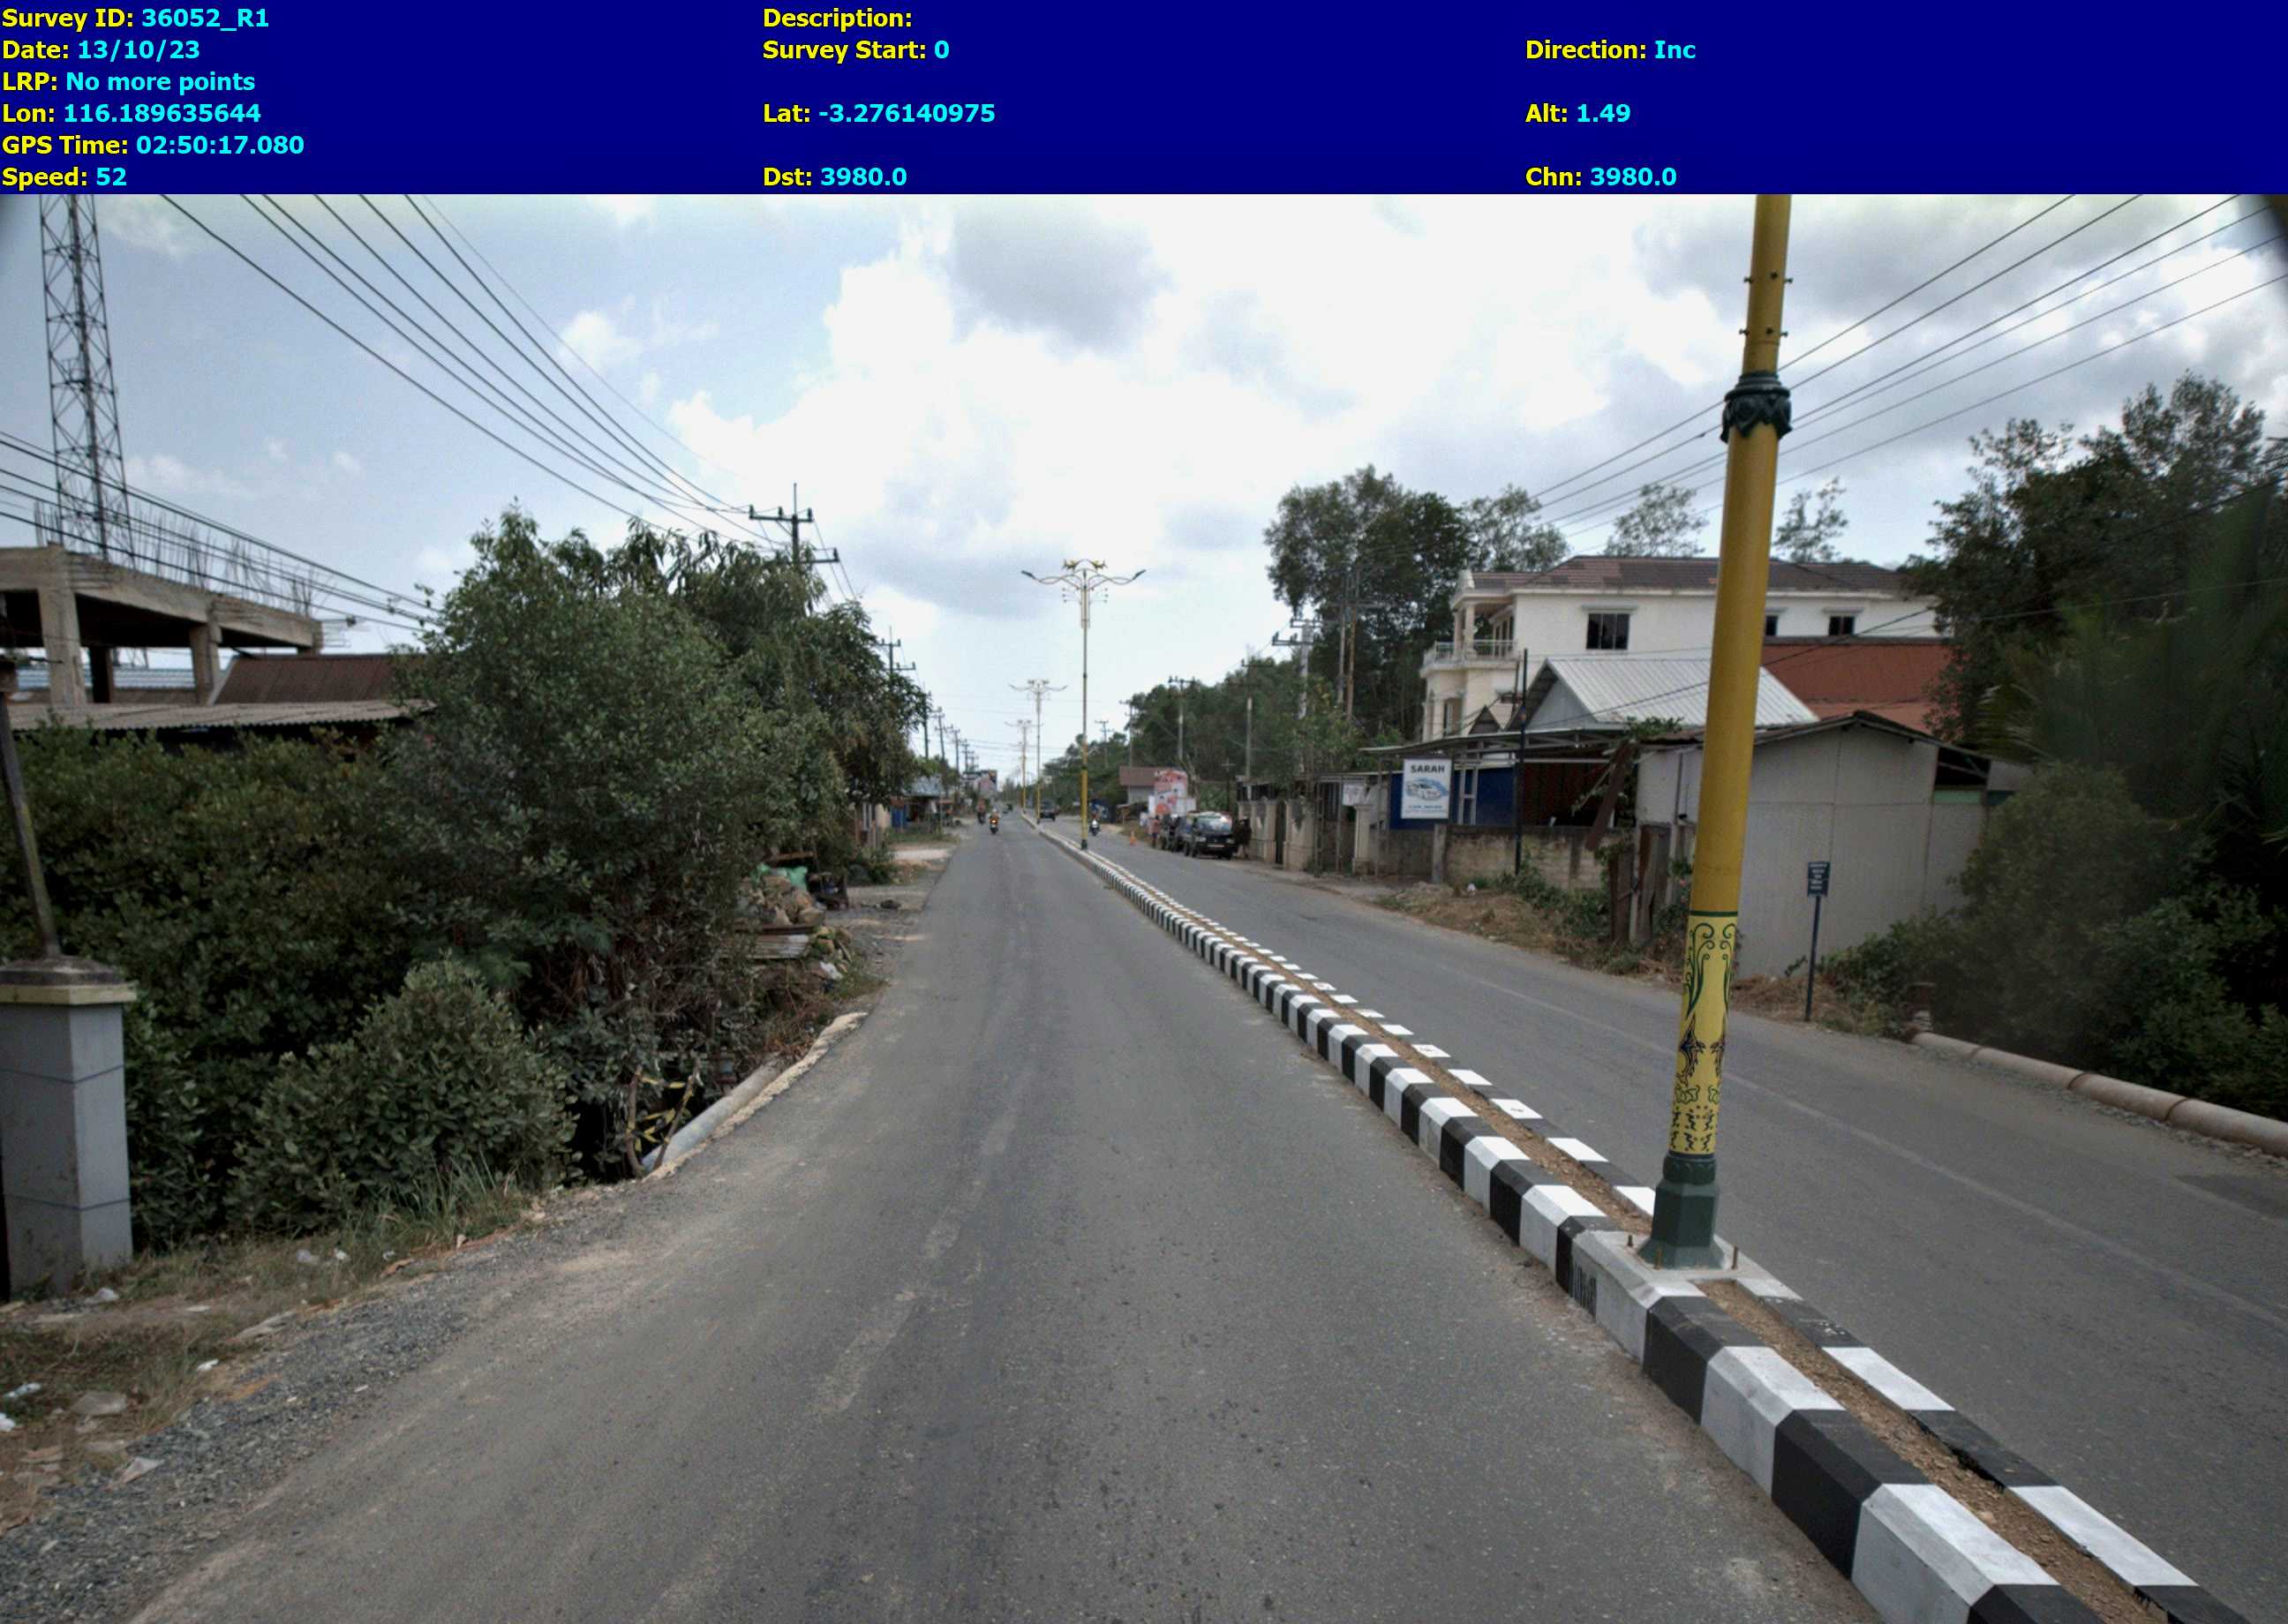 Survey ID: 36052_R1
Description:
Date: 13/10/23
Survey Start: 0
Direction: Inc
LRP: No more points
Lon: 116.189635644
Lat: -3.276140975
Alt: 1.49
GPS Time: 02:50:17.080
Speed: 52
Dst: 3980.0
Chn: 3980.0
SARAH